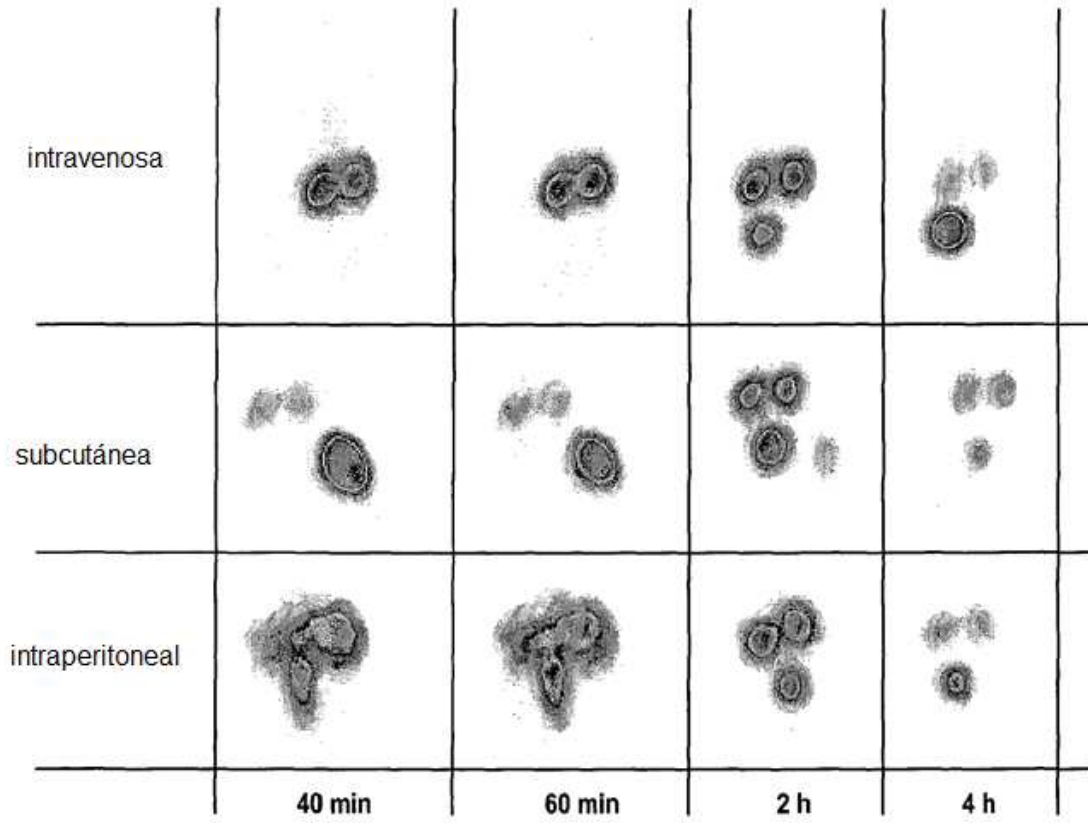 intravenosa
subcutánea
intraperitoneal
40 min
60 min
2 h
4 h